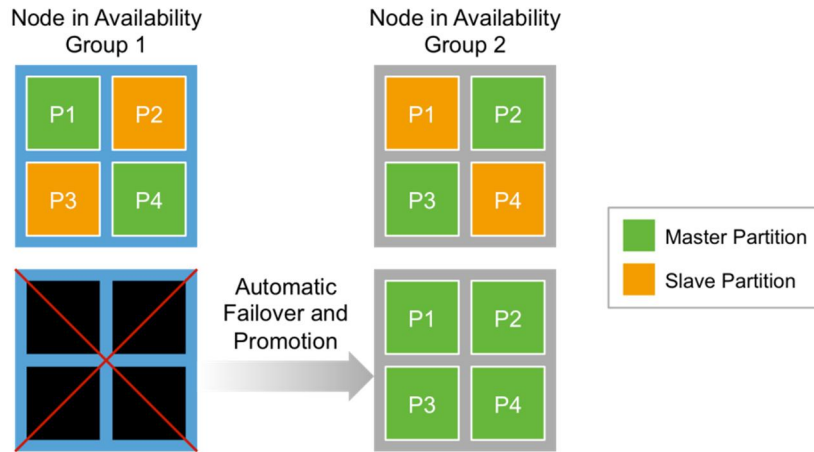 Node in Availability
Group 1
Node in Availability
Group 2
P1 P2
P3 P4
P1 P2
P3 P4
Master Partition
Slave Partition
Automatic
Failover and
Promotion
P1 P2
P3 P4